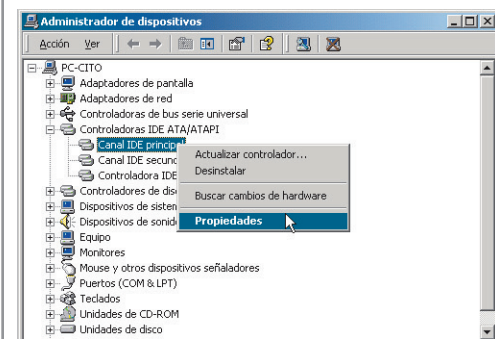 Administrador de dispositivos
Acción Ver
PC-CITO
Adaptadores de pantalla
Adaptadores de red
Controladoras de bus serie universal
Controladoras IDE ATA/ATAPI
Canal IDE principal
Canal IDE secund
Controladora IDE
Controladores de dis
Dispositivos de sisten
Dispositivos de sonid
Equipo
Monitores
Mouse y otros dispositivos señaladores
Puertos (COM & LPT)
Teclados
Unidades de CD-ROM
Unidades de disco
Actualizar controlador...
Desinstalar
Buscar cambios de hardware
Propiedades